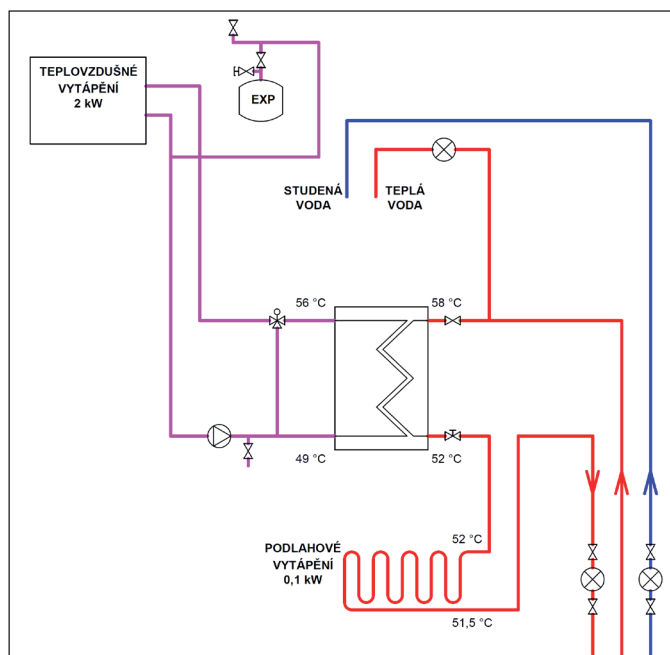 TEPLOVZDUŠNÉ
VYTÁPĚNÍ
2 kW
EXP
STUDENÁ
VODA
TEPLÁ
VODA
56 °C
58 °C
49 °C
52 °C
52 °C
PODLAHOVÉ
VYTÁPĚNÍ
0,1 kW
51,5 °C